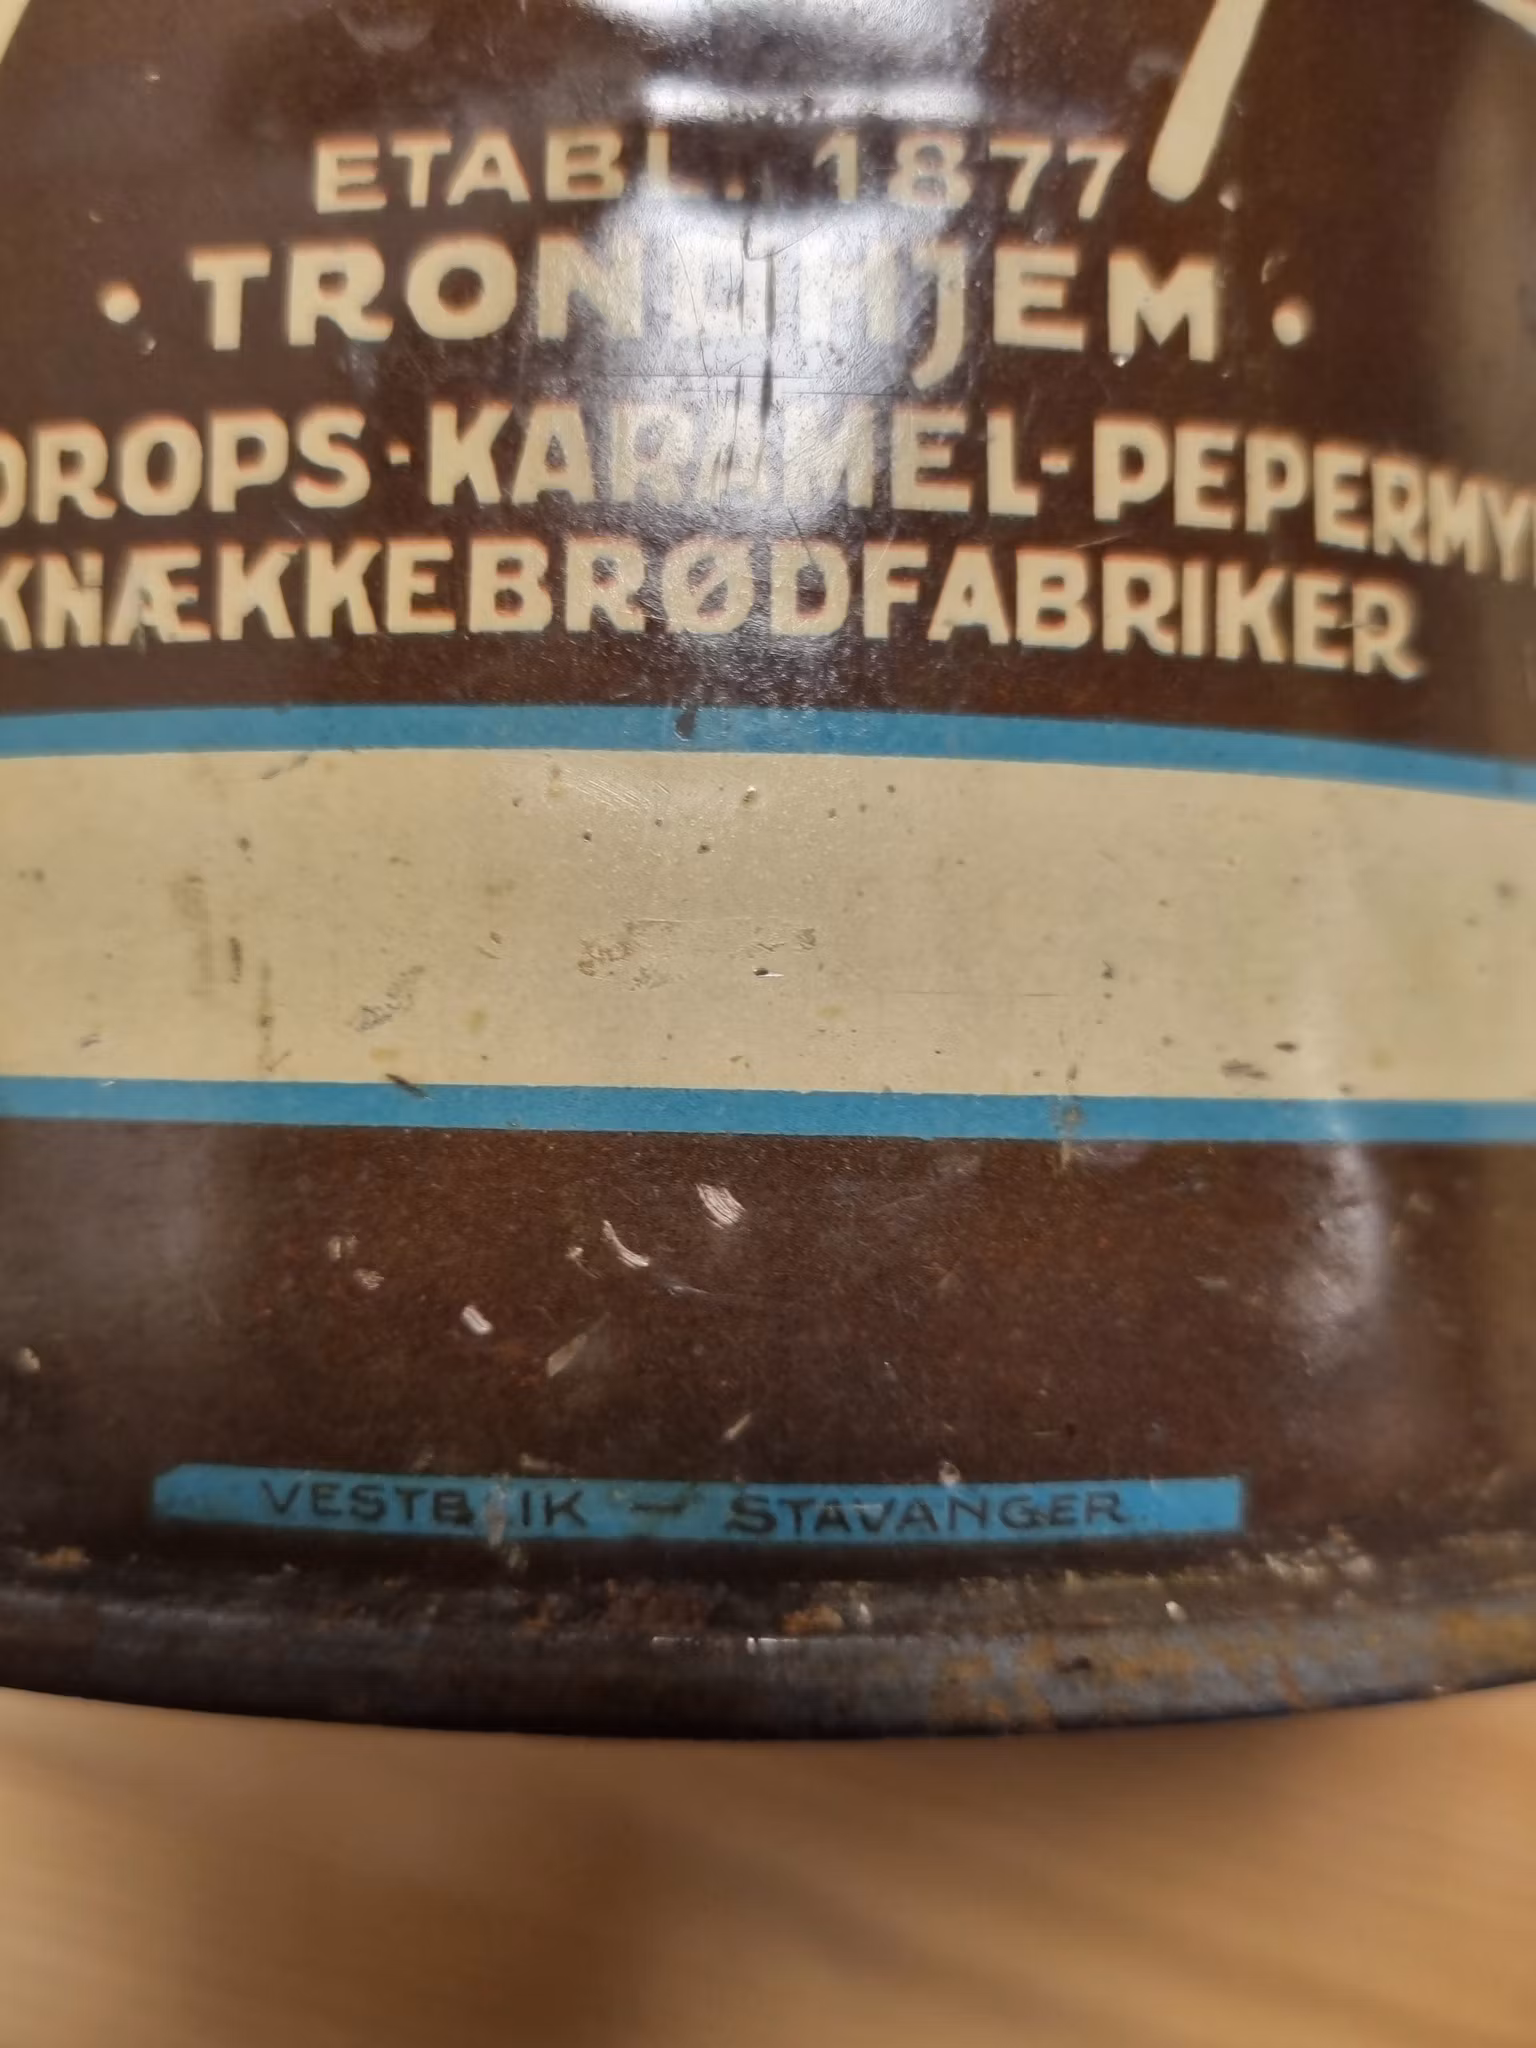 ETABL. 1877
· TRONDHJEM ·
DROPS · KARAMEL - PEPERMY
KNÆKKEBRØDFABRIKER
VESTBLIK — STAVANGER